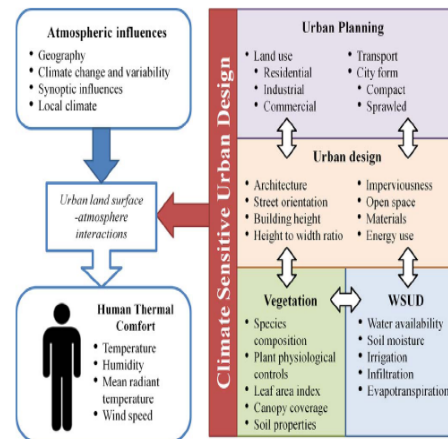 Atmospheric influences
• Geography
• Climate change and variability
• Synoptic influences
• Local climate
Urban land surface
-atmosphere
interactions
Human Thermal
Comfort
• Temperature
• Humidity
• Mean radiant
temperature
• Wind speed
Climate Sensitive Urban Design
Urban Planning
• Land use
• Residential
• Industrial
• Commercial
• Transport
• City form
• Compact
• Sprawled
Urban design
• Architecture
• Street orientation
• Building height
• Height to width ratio
• Imperviousness
• Open space
• Materials
• Energy use
Vegetation
• Species
composition
• Plant physiological
controls
• Leaf area index
• Canopy coverage
• Soil properties
WSUD
• Water availability
• Soil moisture
• Irrigation
• Infiltration
• Evapotranspiration